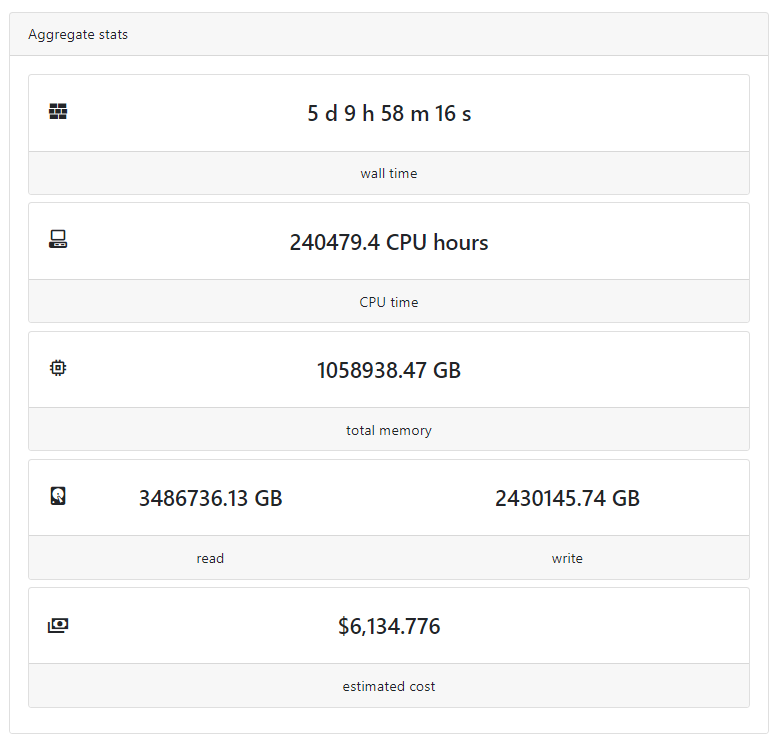 Aggregate stats
5 d 9 h 58 m 16 s
wall time
240479.4 CPU hours
CPU time
1058938.47 GB
total memory
3486736.13 GB 2430145.74 GB
read write
$6,134.776
estimated cost